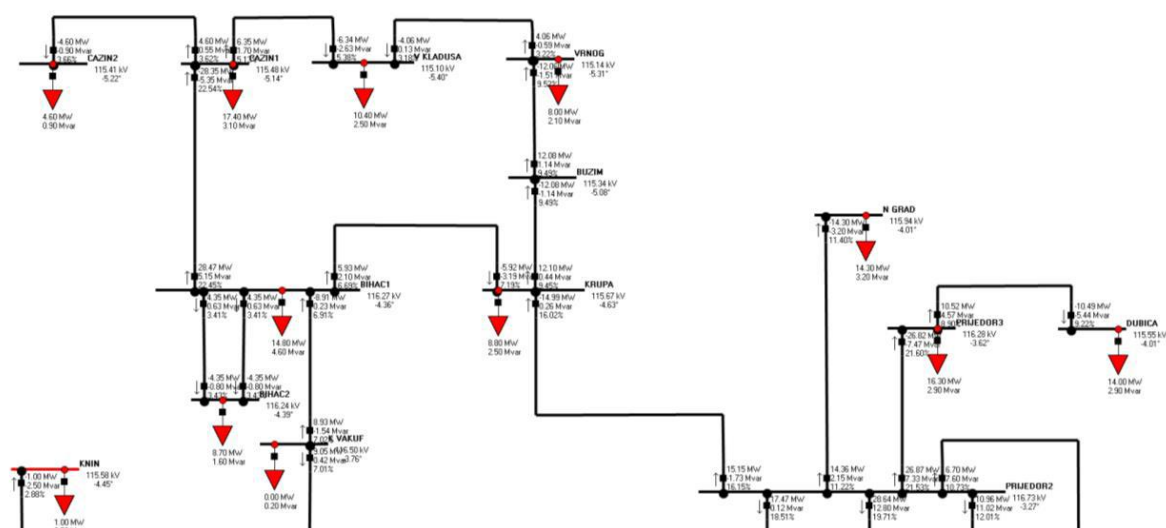 -4.60 MW
-0.90 Mvar
3.66%
CAZIN2
115.41 kV
-5.22°
4.60 MW
0.90 Mvar
4.60 MW
0.55 Mvar
3.62%
6.35 MW
1.70 Mvar
CAZIN1
115.48 kV
-5.14°
-28.35 MW
-5.35 Mvar
22.54%
17.40 MW
3.10 Mvar
-6.34 MW
-2.63 Mvar
5.38%
-4.06 MW
0.13 Mvar
3.18%
V KLADUSA
115.10 kV
-5.40°
10.40 MW
2.50 Mvar
4.06 MW
-0.59 Mvar
3.22%
VRNOG
115.14 kV
-5.31°
-1.51 Mvar
8.00 MW
2.10 Mvar
12.08 MW
1.14 Mvar
9.49%
BUZIM
115.34 kV
-5.08°
-12.08 MW
-1.14 Mvar
9.49%
N GRAD
115.94 kV
-4.01°
-14.30 MW
-3.20 Mvar
11.40%
14.30 MW
3.20 Mvar
28.47 MW
5.15 Mvar
22.45%
5.93 MW
2.10 Mvar
6.69%
BIHAC1
116.27 kV
-4.36°
4.35 MW
0.63 Mvar
3.41%
4.35 MW
0.63 Mvar
3.41%
-8.91 MW
0.23 Mvar
6.91%
14.80 MW
4.60 Mvar
-5.92 MW
-3.19 Mvar
7.19%
12.10 MW
0.44 Mvar
9.45%
KRUPA
115.67 kV
-4.63°
-14.99 MW
0.26 Mvar
16.02%
8.80 MW
2.50 Mvar
10.52 MW
4.57 Mvar
PRIJEDOR3
116.28 kV
-3.62°
-26.82 MW
-7.47 Mvar
21.60%
16.30 MW
2.90 Mvar
-10.49 MW
-5.44 Mvar
9.22%
DUBICA
115.55 kV
-4.01°
14.00 MW
2.90 Mvar
-4.35 MW
-0.80 Mvar
-4.35 MW
-0.80 Mvar
BIHAC2
116.24 kV
-4.39°
8.70 MW
1.60 Mvar
8.93 MW
-1.54 Mvar
K VAKUF
-3.76°
9.05 MW
0.42 Mvar
7.01%
0.00 MW
0.20 Mvar
KNIN
115.58 kV
-4.45°
1.00 MW
2.88%
1.00 MW
15.15 MW
-1.73 Mvar
16.15%
14.36 MW
2.15 Mvar
11.22%
26.87 MW
7.33 Mvar
21.53%
6.70 MW
7.60 Mvar
10.73%
PRIJEDOR2
116.73 kV
-3.27°
17.47 MW
0.12 Mvar
18.51%
28.64 MW
12.80 Mvar
19.71%
10.96 MW
11.02 Mvar
12.01%